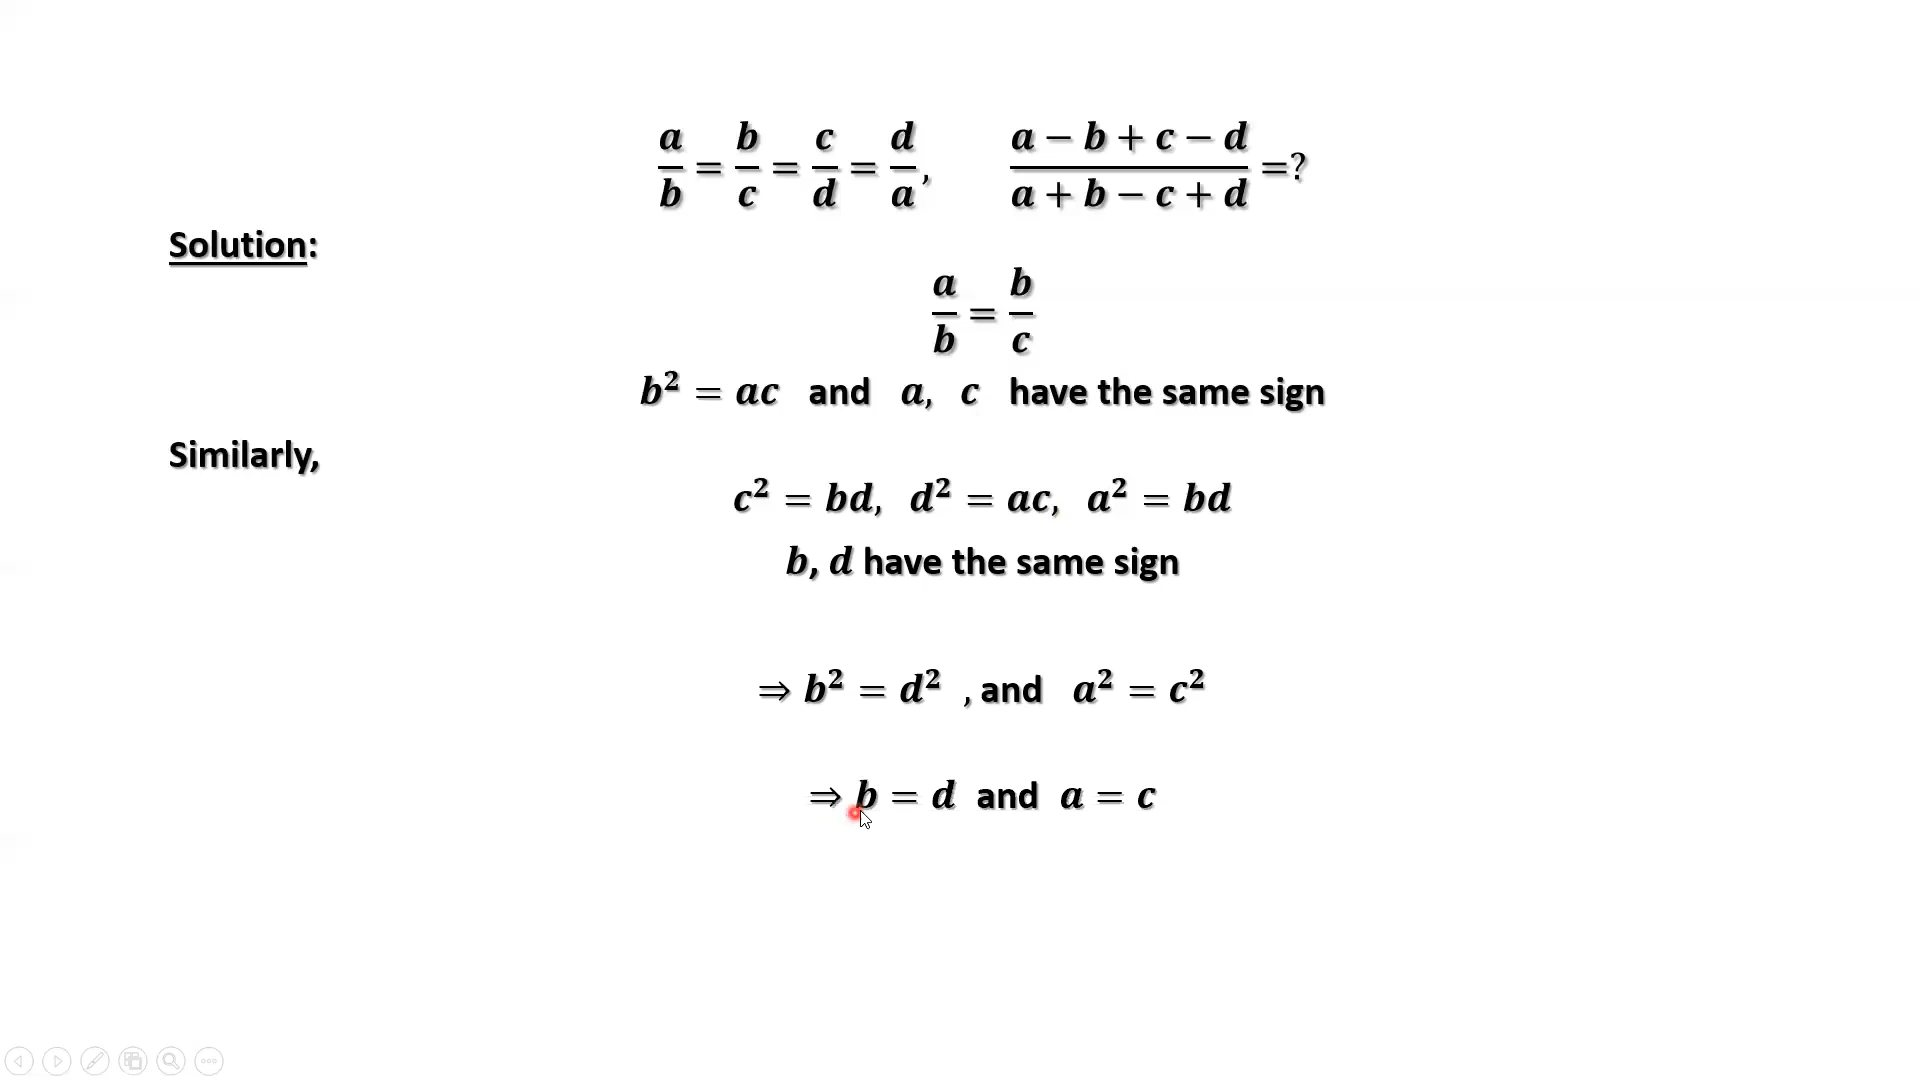 a/b = b/c = c/d = d/a, (a − b + c − d)/(a + b − c + d) =?
Solution:
a/b = b/c
b² = ac and a, c have the same sign
Similarly,
c² = bd, d² = ac, a² = bd
b, d have the same sign
⇒ b² = d² , and a² = c²
⇒ b = d and a = c